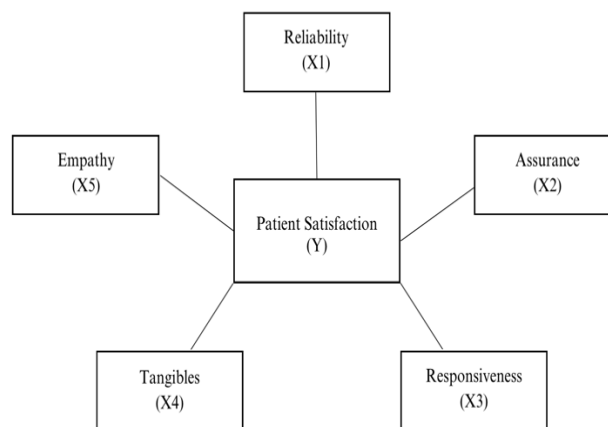 Reliability
(X1)
Empathy
(X5)
Assurance
(X2)
Patient Satisfaction
(Y)
Tangibles
(X4)
Responsiveness
(X3)